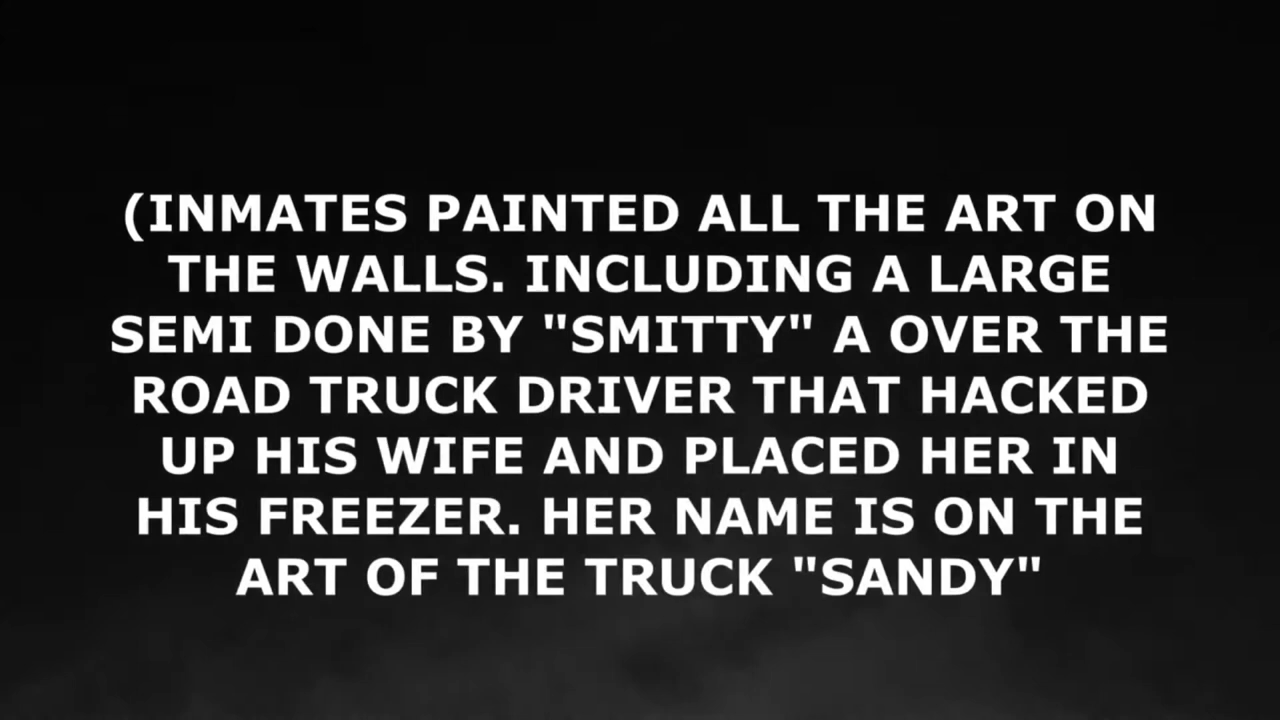 (INMATES PAINTED ALL THE ART ON
THE WALLS. INCLUDING A LARGE
SEMI DONE BY "SMITTY" A OVER THE
ROAD TRUCK DRIVER THAT HACKED
UP HIS WIFE AND PLACED HER IN
HIS FREEZER. HER NAME IS ON THE
ART OF THE TRUCK "SANDY"